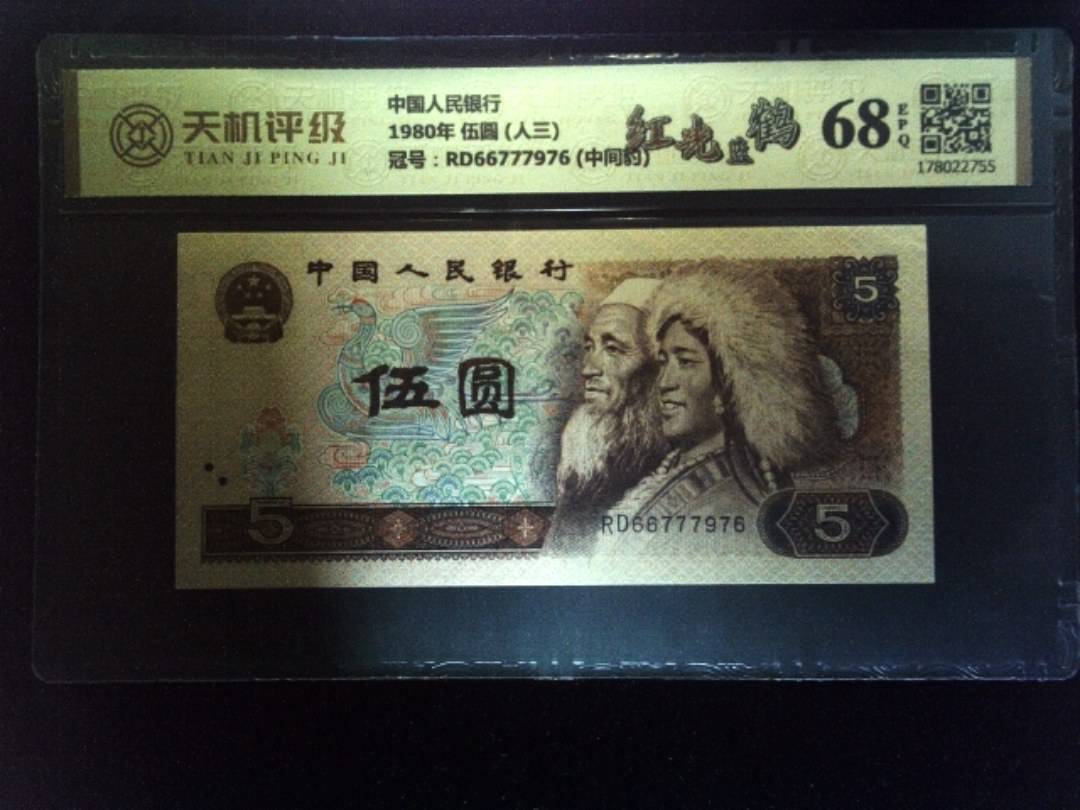 天机评级
TIAN JI PING JI
中国人民银行
1980年 伍圆 (人三)
冠号：RD66777976 (中间豹)
红光蓝鹤
68
EPQ
178022755
中国人民银行
5
伍圆
5
RD66777976
5